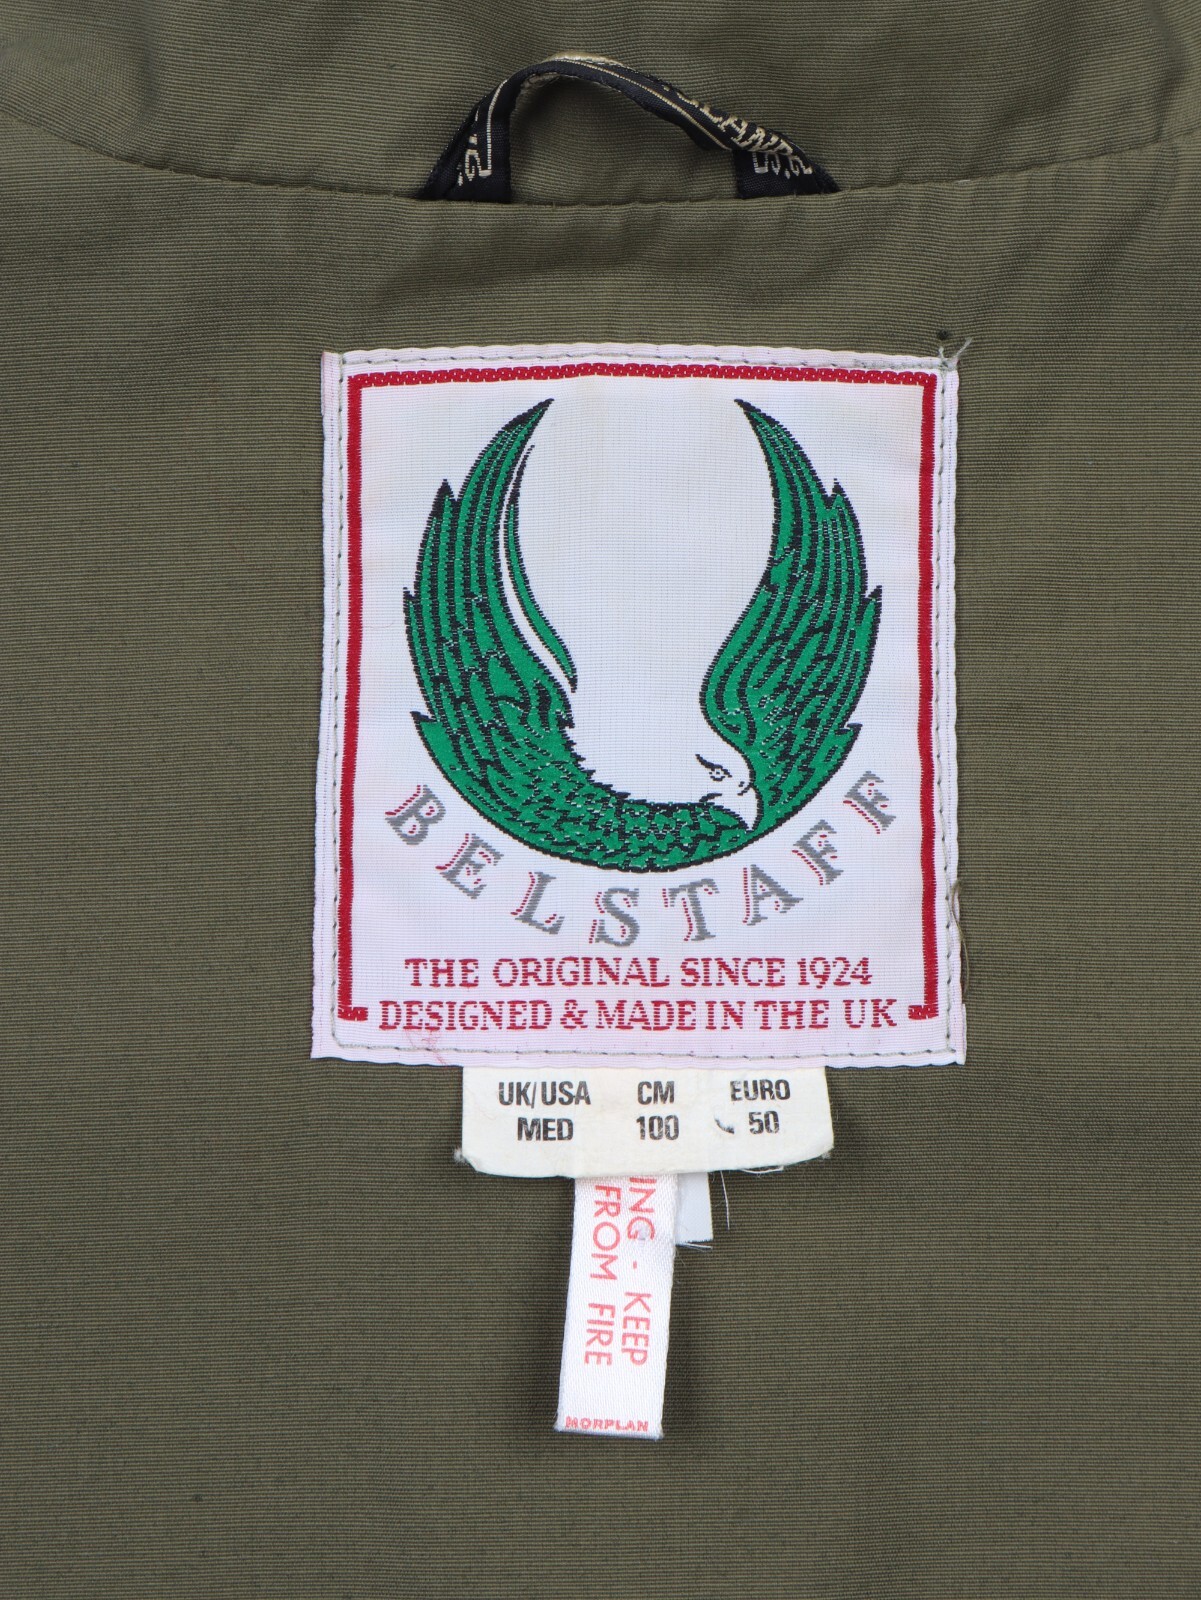 BELSTAFF
THE ORIGINAL SINCE 1924
DESIGNED & MADE IN THE UK
UK/USA CM EURO
MED 100 50
ING - KEEP
FROM FIRE
MORPLAN